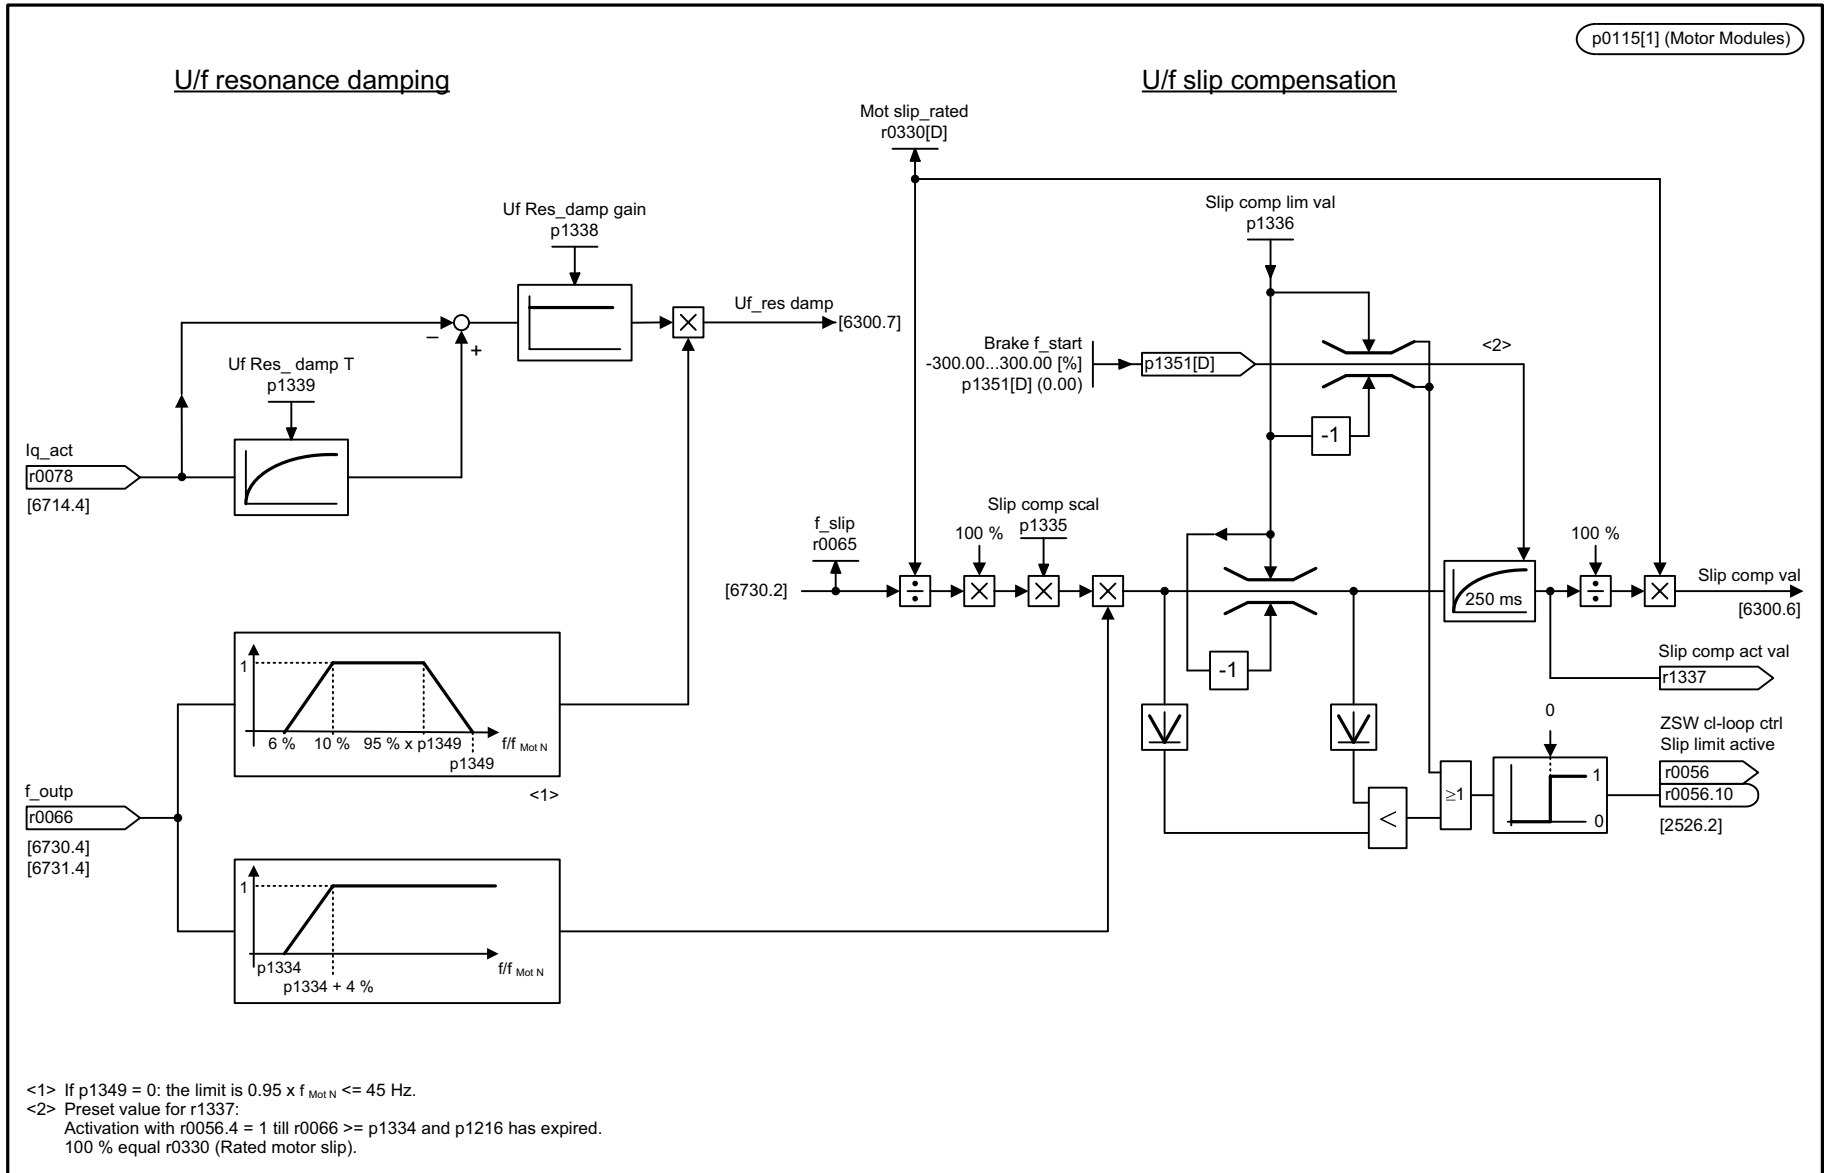 p0115[1] (Motor Modules)
U/f resonance damping
U/f slip compensation
Mot slip_rated
r0330[D]
Uf Res_damp gain
p1338
Slip comp lim val
p1336
Uf_res damp
[6300.7]
–
+
Uf Res_ damp T
p1339
Brake f_start
-300.00...300.00 [%]
p1351[D] (0.00)
p1351[D]
<2>
-1
Iq_act
r0078
[6714.4]
f_slip
r0065
100 %
Slip comp scal
p1335
100 %
[6730.2]
÷
×
×
×
250 ms
÷
×
Slip comp val
[6300.6]
×
-1
Slip comp act val
r1337
1
6 %
10 %
95 % x p1349
f/f Mot N
p1349
<1>
0
ZSW cl-loop ctrl
Slip limit active
r0056
r0056.10
[2526.2]
1
0
≥1
<
f_outp
r0066
[6730.4]
[6731.4]
1
p1334
p1334 + 4 %
f/f Mot N
<1> If p1349 = 0: the limit is 0.95 x f Mot N <= 45 Hz.
<2> Preset value for r1337:
Activation with r0056.4 = 1 till r0066 >= p1334 and p1216 has expired.
100 % equal r0330 (Rated motor slip).